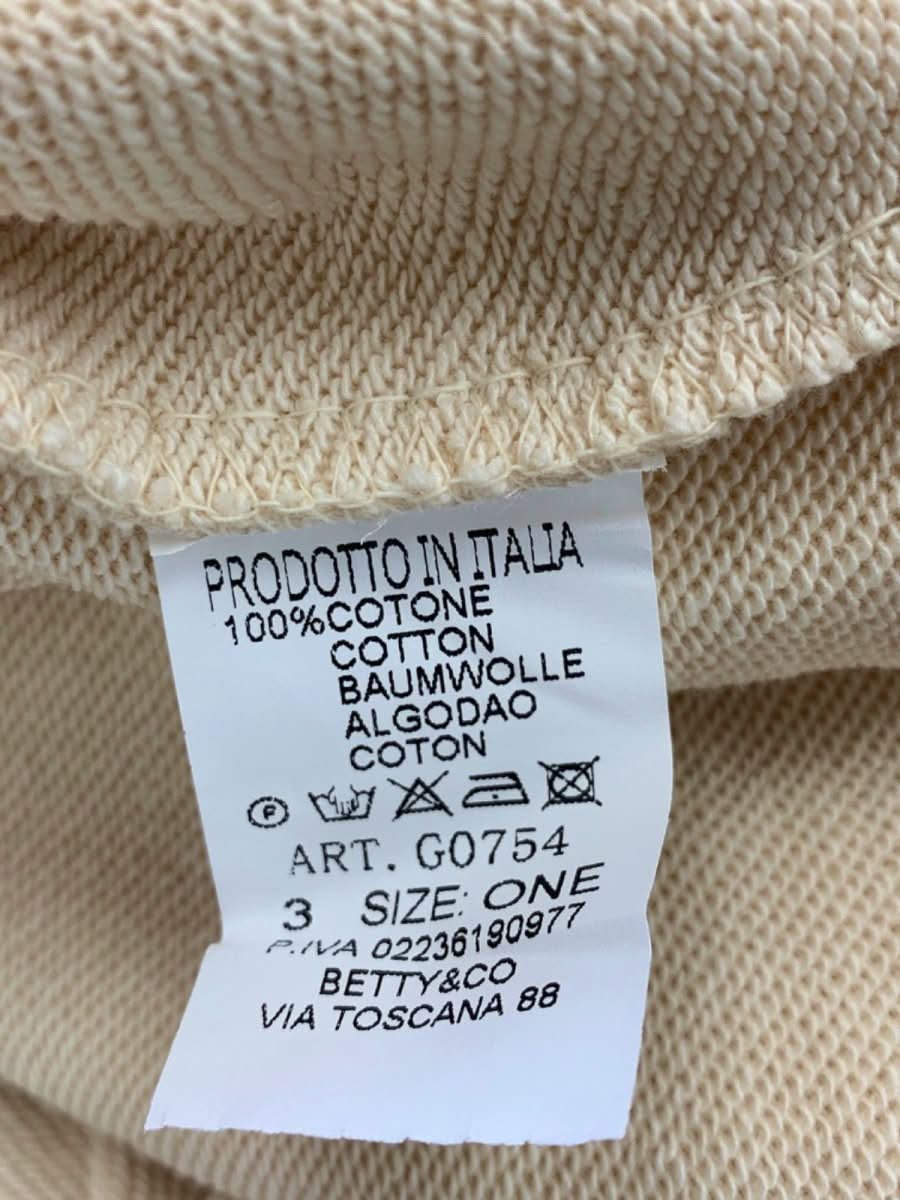 PRODOTTO IN ITALIA
100%COTONE
COTTON
BAUMWOLLE
ALGODAO
COTON
F
ART. G0754
3 SIZE: ONE
P.IVA 02236190977
BETTY&CO
VIA TOSCANA 88